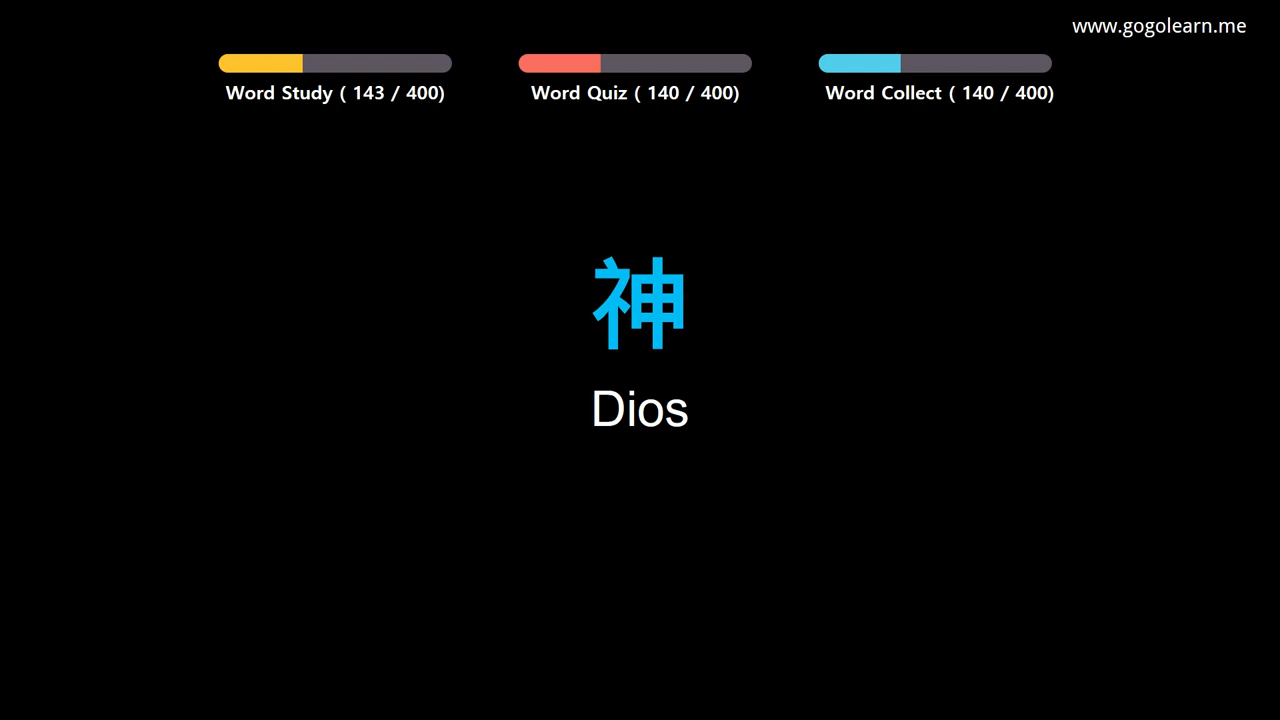 www.gogolearn.me
Word Study ( 143 / 400)
Word Quiz ( 140 / 400)
Word Collect ( 140 / 400)
神
Dios